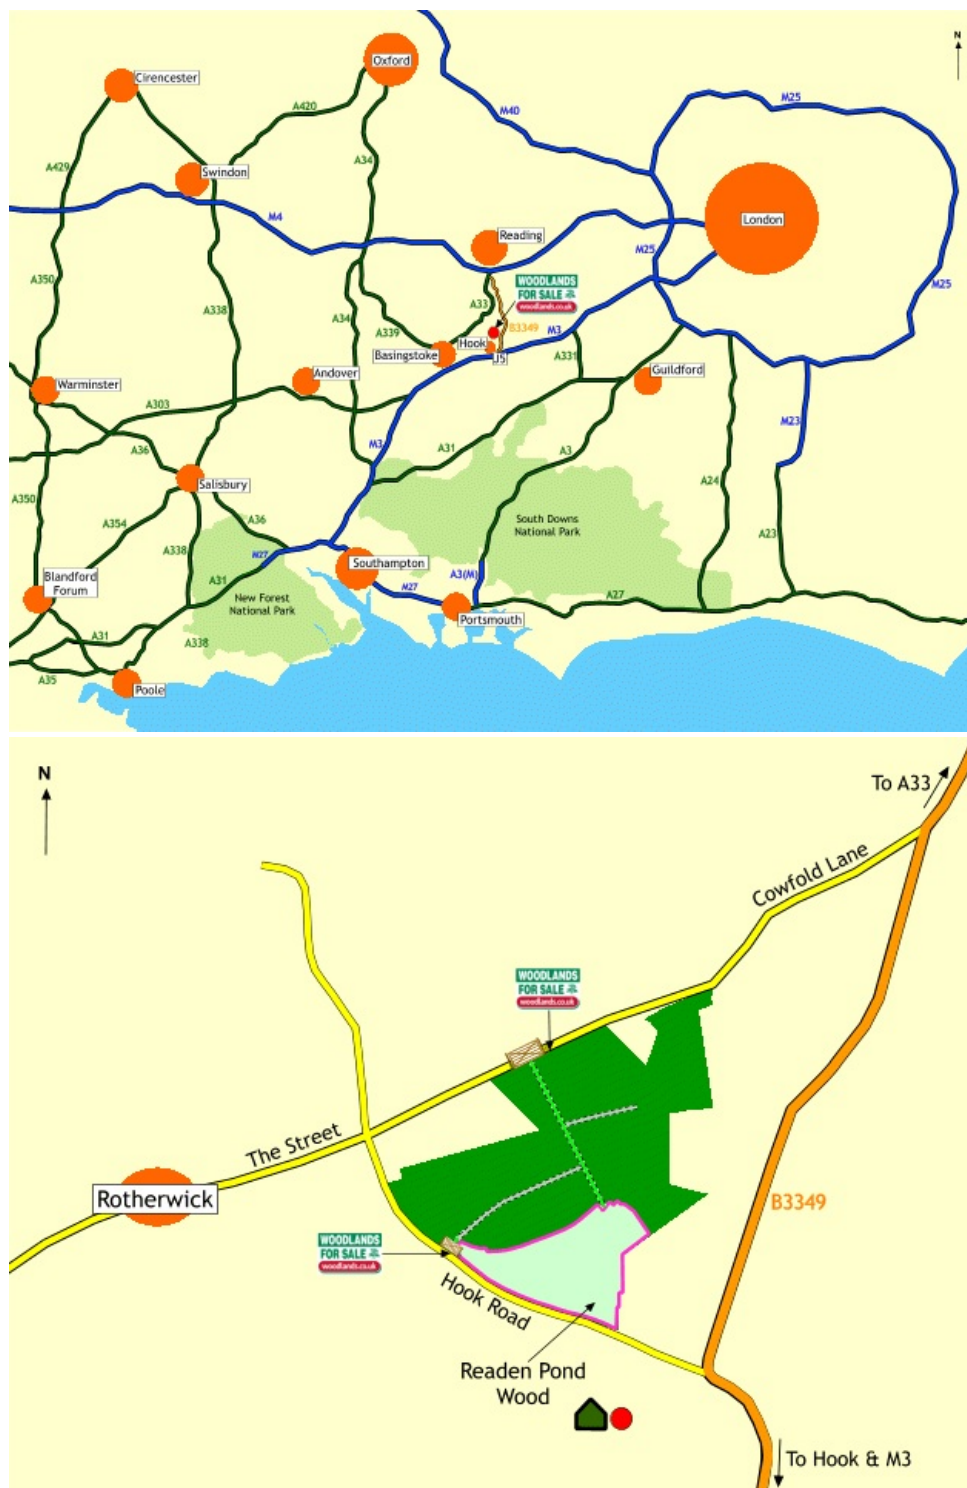 N
Oxford
Cirencester
A420
M40
M25
A429
A34
Swindon
M4
London
Reading
M25
A350
A338
WOODLANDS
FOR SALE
woodlands.co.uk
M25
A33
A34
A339
B3349
M3
Hook
J5
Basingstoke
A331
Warminster
Andover
Guildford
A303
M3
M23
A36
A31
A3
Salisbury
A24
A350
A354
A36
South Downs
National Park
A23
A338
M27
Southampton
Blandford
Forum
A31
A3(M)
M27
New Forest
National Park
A27
Portsmouth
A31
A338
A35
Poole
N
To A33
Cowfold Lane
WOODLANDS
FOR SALE
woodlands.co.uk
The Street
Rotherwick
B3349
WOODLANDS
FOR SALE
woodlands.co.uk
Hook Road
Readen Pond
Wood
To Hook & M3